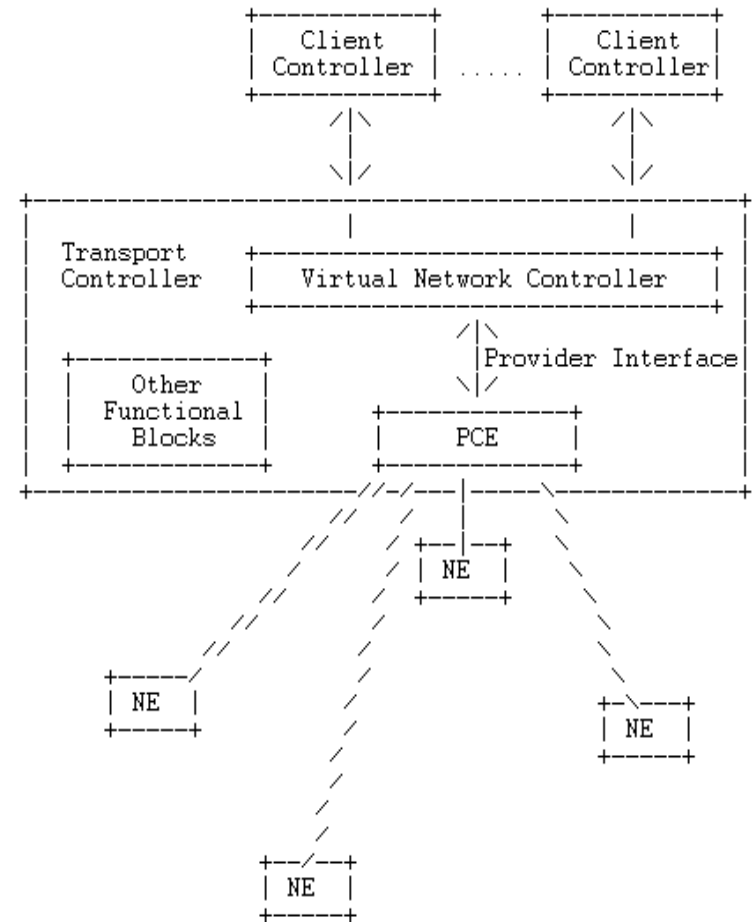 Client Client
Controller ..... Controller
Transport
Controller Virtual Network Controller
Provider Interface
Other
Functional
Blocks PCE
NE
NE
NE
NE